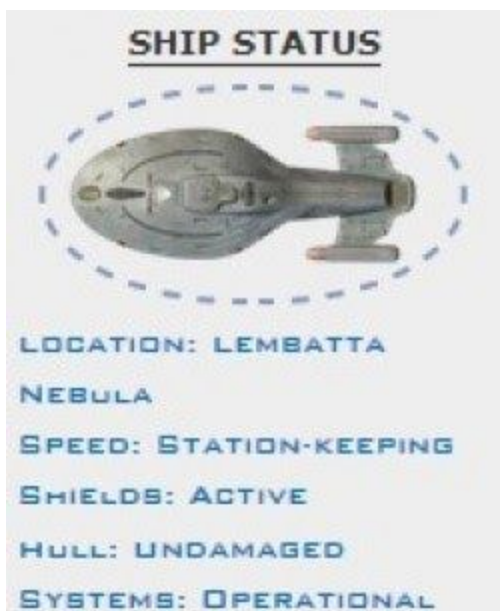 SHIP STATUS
LOCATION: LEMBATTA
NEBULA
SPEED: STATION-KEEPING
SHIELDS: ACTIVE
HULL: UNDAMAGED
SYSTEMS: OPERATIONAL